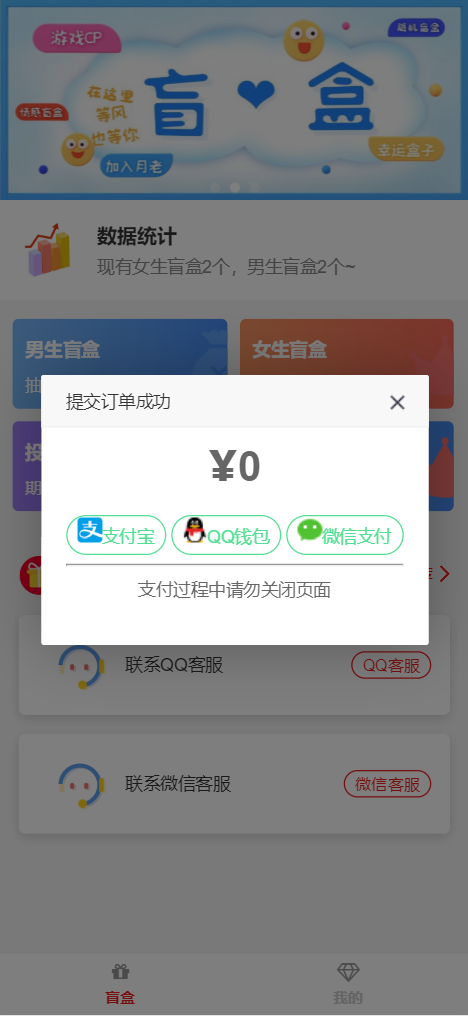 游戏CP
随机盲盒
在这里
等风
也等你
盲❤盒
情感盲盒
加入月老
幸运盒子
数据统计
现有女生盲盒2个，男生盲盒2个~
男生盲盒
女生盲盒
抽
提交订单成功
¥0
支付宝
QQ钱包
微信支付
支付过程中请勿关闭页面
期
联系QQ客服
QQ客服
联系微信客服
微信客服
盲盒
我的